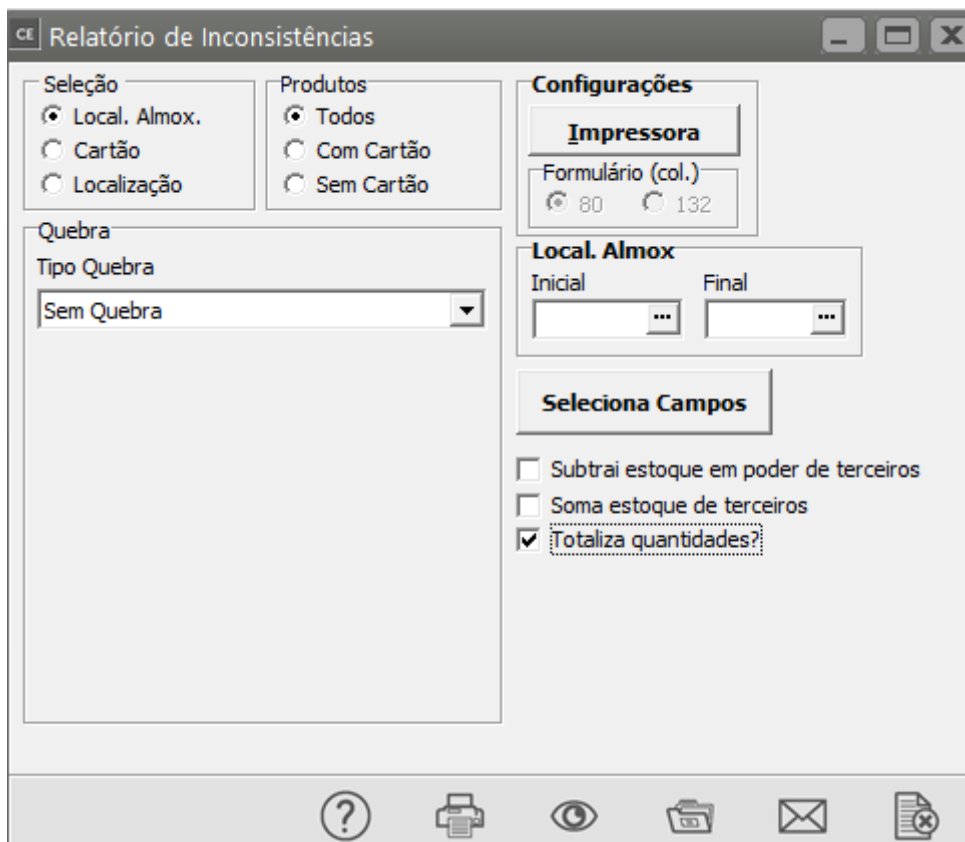 CE Relatório de Inconsistências
Seleção
Local. Almox.
Cartão
Localização
Produtos
Todos
Com Cartão
Sem Cartão
Configurações
Impressora
Formulário (col.)
80 132
Quebra
Tipo Quebra
Sem Quebra
Local. Almox
Inicial Final
... ...
Seleciona Campos
Subtrai estoque em poder de terceiros
Soma estoque de terceiros
Totaliza quantidades?